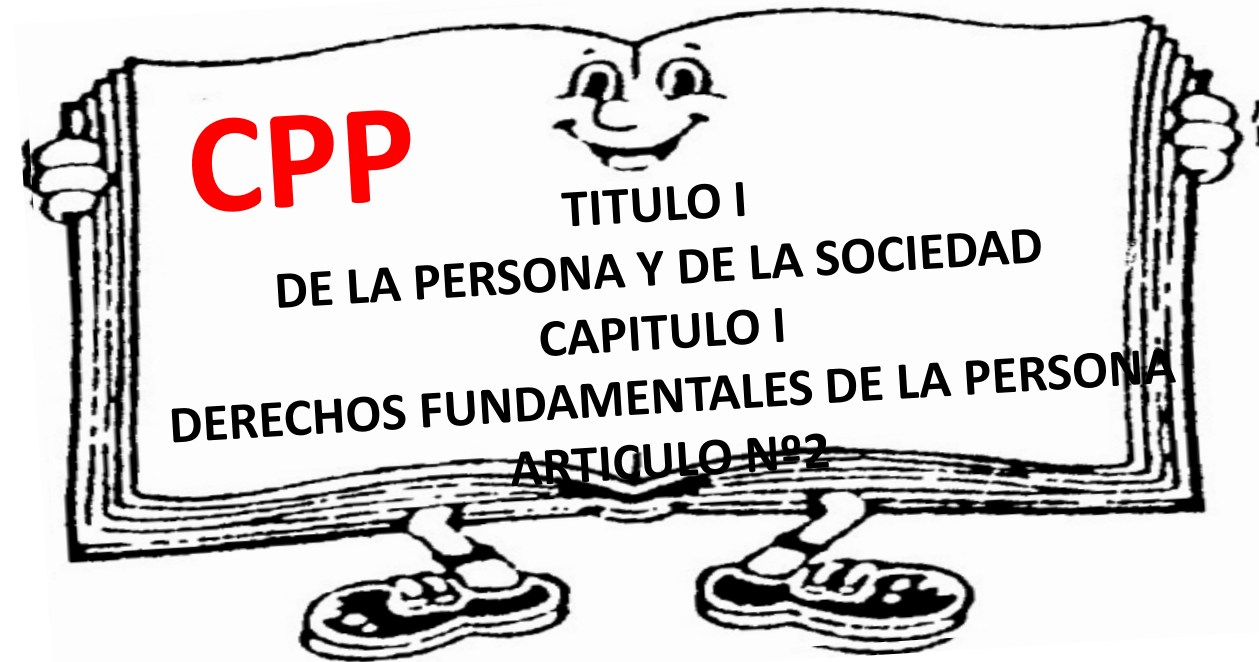 CPP
TITULO I
DE LA PERSONA Y DE LA SOCIEDAD
CAPITULO I
DERECHOS FUNDAMENTALES DE LA PERSONA
ARTICULO Nº2